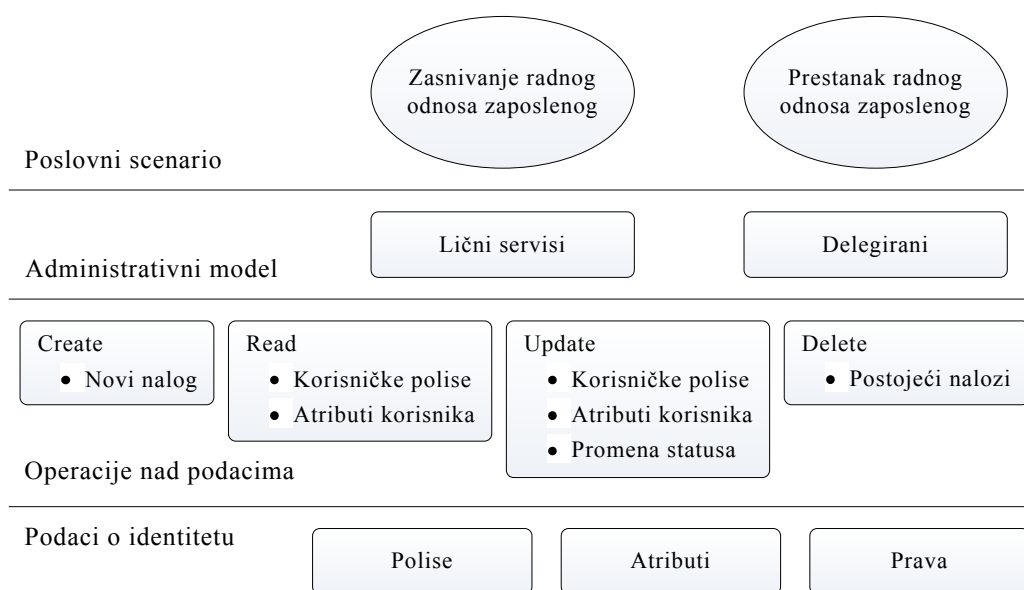 Zasnivanje radnog
odnosa zaposlenog
Prestanak radnog
odnosa zaposlenog
Poslovni scenario
Lični servisi
Delegirani
Administrativni model
Create
• Novi nalog
Read
• Korisničke polise
• Atributi korisnika
Update
• Korisničke polise
• Atributi korisnika
• Promena statusa
Delete
• Postojeći nalozi
Operacije nad podacima
Podaci o identitetu
Polise
Atributi
Prava